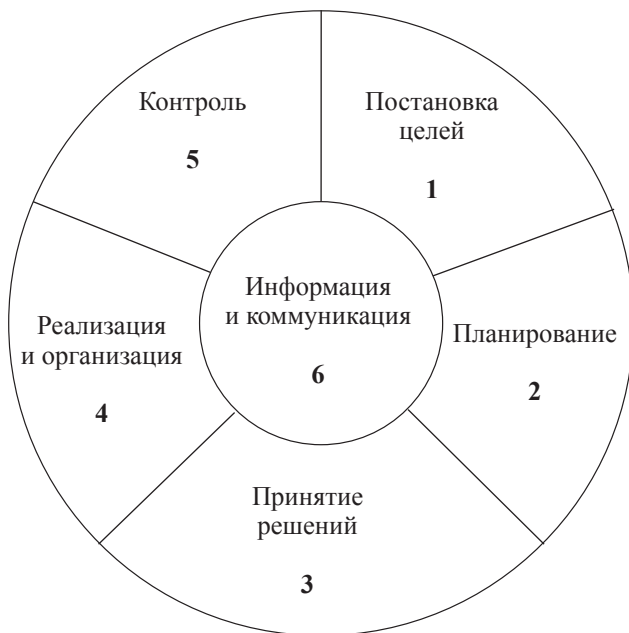 Постановка
целей
1
Планирование
2
Принятие
решений
3
Реализация
и организация
4
Контроль
5
Информация
и коммуникация
6